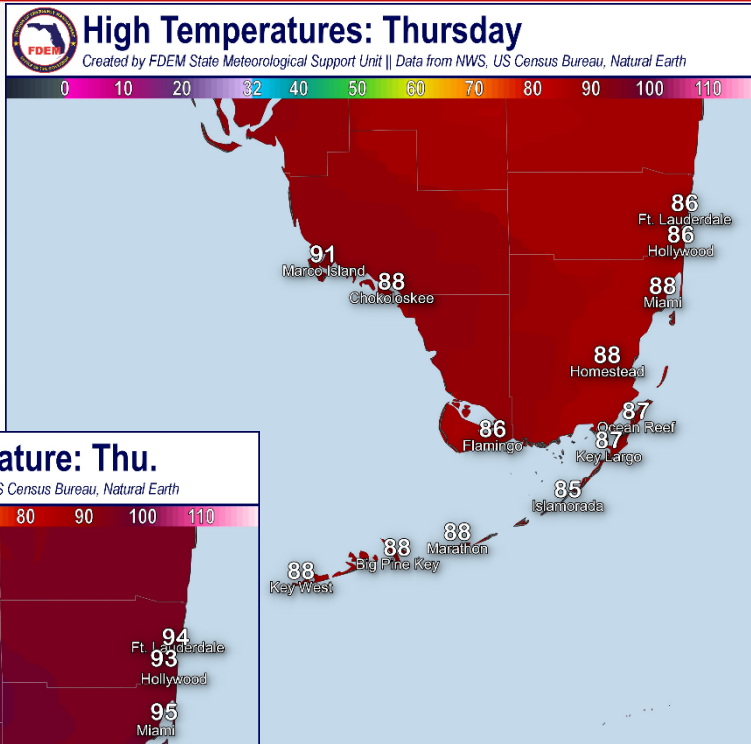 FDEM
High Temperatures: Thursday
Created by FDEM State Meteorological Support Unit || Data from NWS, US Census Bureau, Natural Earth
0 10 20 32 40 50 60 70 80 90 100 110
86
Ft. Lauderdale
86
Hollywood
91
Marco Island
88
Chokoloskee
88
Miami
88
Homestead
87
Ocean Reef
86
Flamingo
87
Key Largo
85
Islamorada
88
Marathon
88
Big Pine Key
88
Key West
ature: Thu.
S Census Bureau, Natural Earth
80 90 100 110
94
Ft. Lauderdale
93
Hollywood
95
Miami